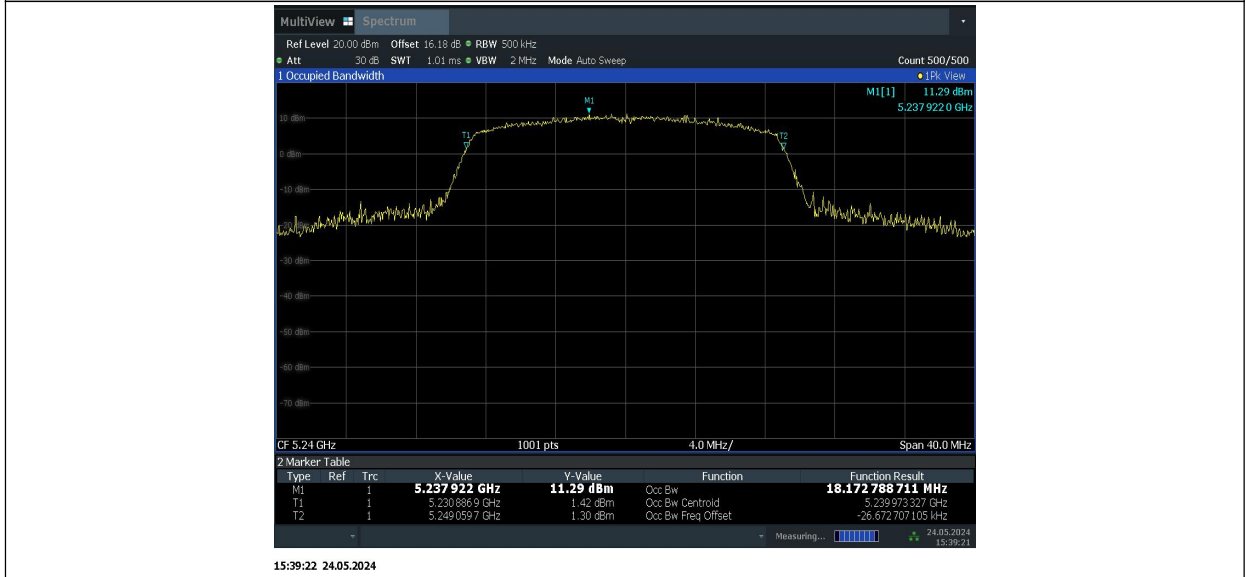 MultiView Spectrum
Ref Level 20.00 dBm Offset 16.18 dB RBW 500 kHz
Att 30 dB SWT 1.01 ms VBW 2 MHz Mode Auto Sweep Count 500/500
1 Occupied Bandwidth 1Pk View
M1[1] 11.29 dBm
5.237 922 0 GHz
M1
10 dBm
T1
T2
0 dBm
-10 dBm
-20 dBm
-30 dBm
-40 dBm
-50 dBm
-60 dBm
-70 dBm
CF 5.24 GHz 1001 pts 4.0 MHz/ Span 40.0 MHz
2 Marker Table
Type Ref Trc X-Value Y-Value Function Function Result
M1 1 5.237 922 GHz 11.29 dBm Occ Bw 18.172 788 711 MHz
T1 1 5.230 886 9 GHz 1.42 dBm Occ Bw Centroid 5.239 973 327 GHz
T2 1 5.249 059 7 GHz 1.30 dBm Occ Bw Freq Offset -26.672 707 105 kHz
Measuring... 24.05.2024
15:39:21
15:39:22 24.05.2024